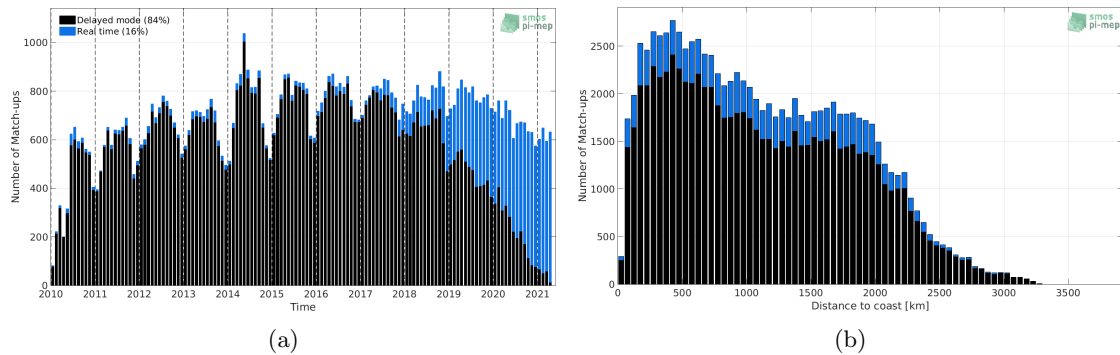 Delayed mode (84%)
Real time (16%)
smos
pi-mep
1000
800
600
400
200
0
Number of Match-ups
2010 2011 2012 2013 2014 2015 2016 2017 2018 2019 2020 2021
Time
(a)
smos
pi-mep
2500
2000
1500
1000
500
0
Number of Match-ups
0 500 1000 1500 2000 2500 3000 3500
Distance to coast [km]
(b)